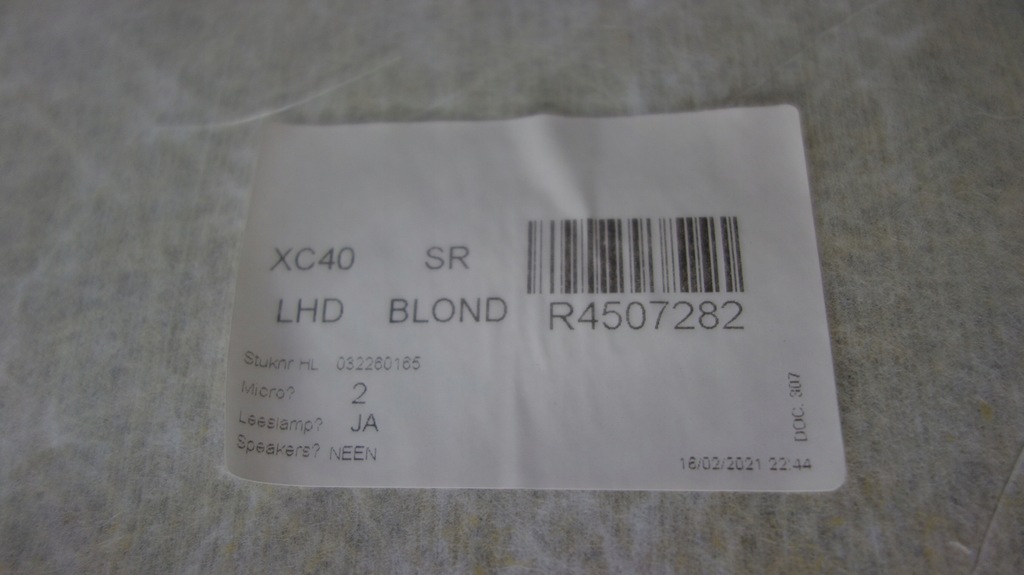 XC40 SR
LHD BLOND R4507282
Stuknr HL 032260165
Micro? 2
Leeslamp? JA
Speakers? NEEN
DOC. 307
16/02/2021 22:44